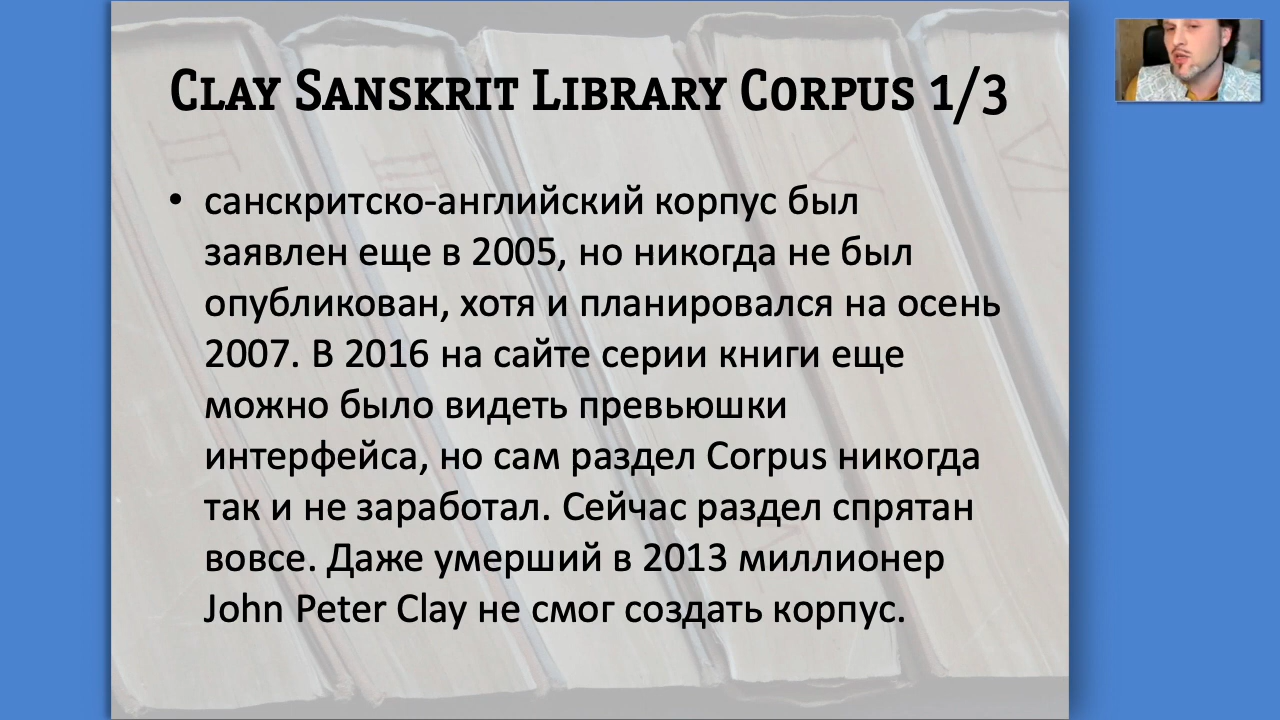 Clay Sanskrit Library Corpus 1/3
• санскритско-английский корпус был
заявлен еще в 2005, но никогда не был
опубликован, хотя и планировался на осень
2007. В 2016 на сайте серии книги еще
можно было видеть превьюшки
интерфейса, но сам раздел Corpus никогда
так и не заработал. Сейчас раздел спрятан
вовсе. Даже умерший в 2013 миллионер
John Peter Clay не смог создать корпус.